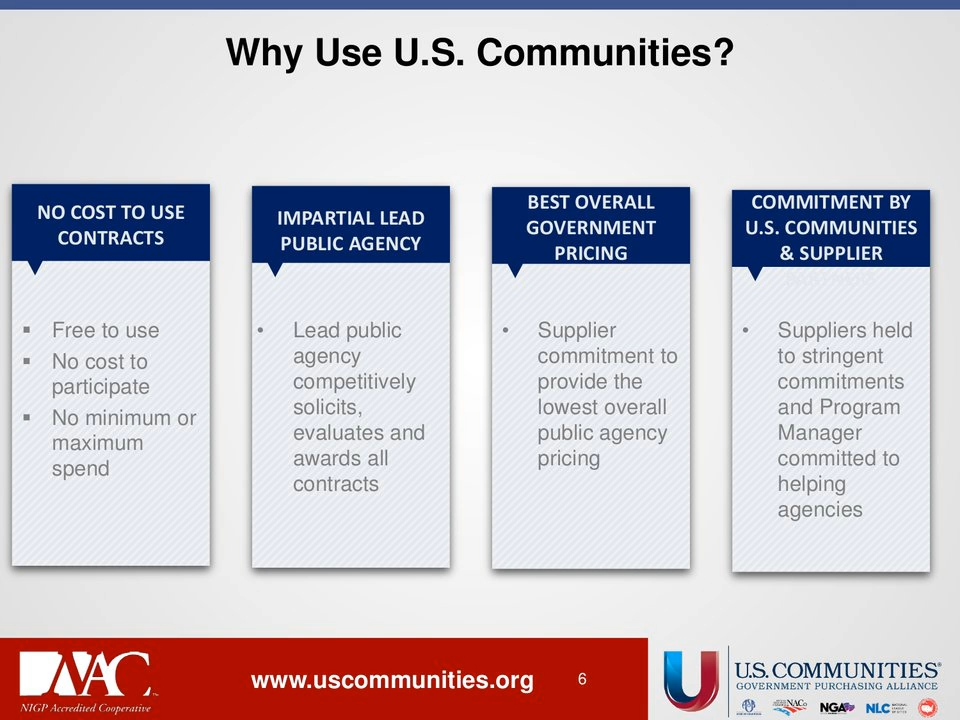 Why Use U.S. Communities?
NO COST TO USE
CONTRACTS
▪ Free to use
▪ No cost to
participate
▪ No minimum or
maximum
spend
IMPARTIAL LEAD
PUBLIC AGENCY
• Lead public
agency
competitively
solicits,
evaluates and
awards all
contracts
BEST OVERALL
GOVERNMENT
PRICING
• Supplier
commitment to
provide the
lowest overall
public agency
pricing
COMMITMENT BY
U.S. COMMUNITIES
& SUPPLIER
• Suppliers held
to stringent
commitments
and Program
Manager
committed to
helping
agencies
NAC™
NIGP Accredited Cooperative
www.uscommunities.org
6
U.S. COMMUNITIES®
GOVERNMENT PURCHASING ALLIANCE
NACo
NGA
NLC